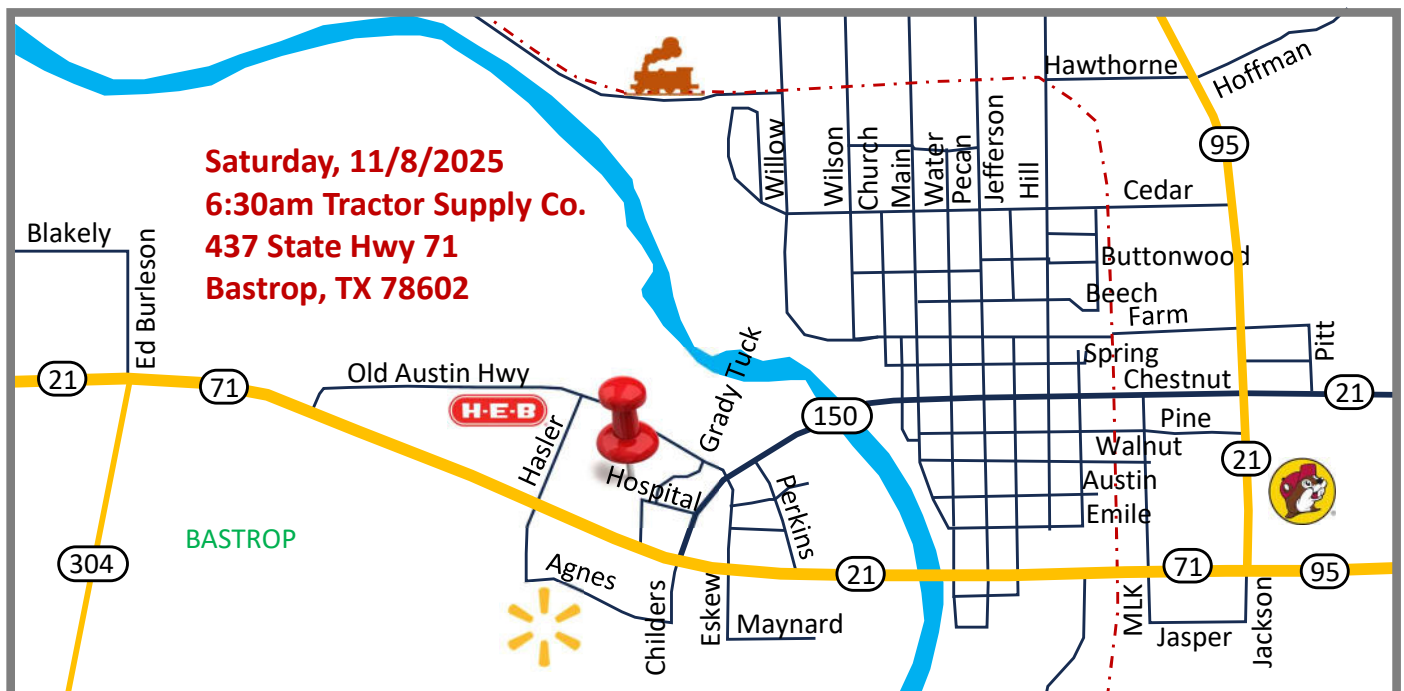 Hawthorne
Hoffman
95
Saturday, 11/8/2025
6:30am Tractor Supply Co.
437 State Hwy 71
Bastrop, TX 78602
Willow
Wilson
Church
Main
Water
Pecan
Jefferson
Hill
Cedar
Blakely
Ed Burleson
Buttonwood
Beech
Farm
Pitt
Spring
Grady Tuck
21
71
Old Austin Hwy
Chestnut
21
H-E-B
150
Pine
Hasler
Walnut
21
Hospital
Perkins
Austin
Emile
BASTROP
304
Agnes
21
71
95
Childers
Eskew
Maynard
MLK
Jasper
Jackson